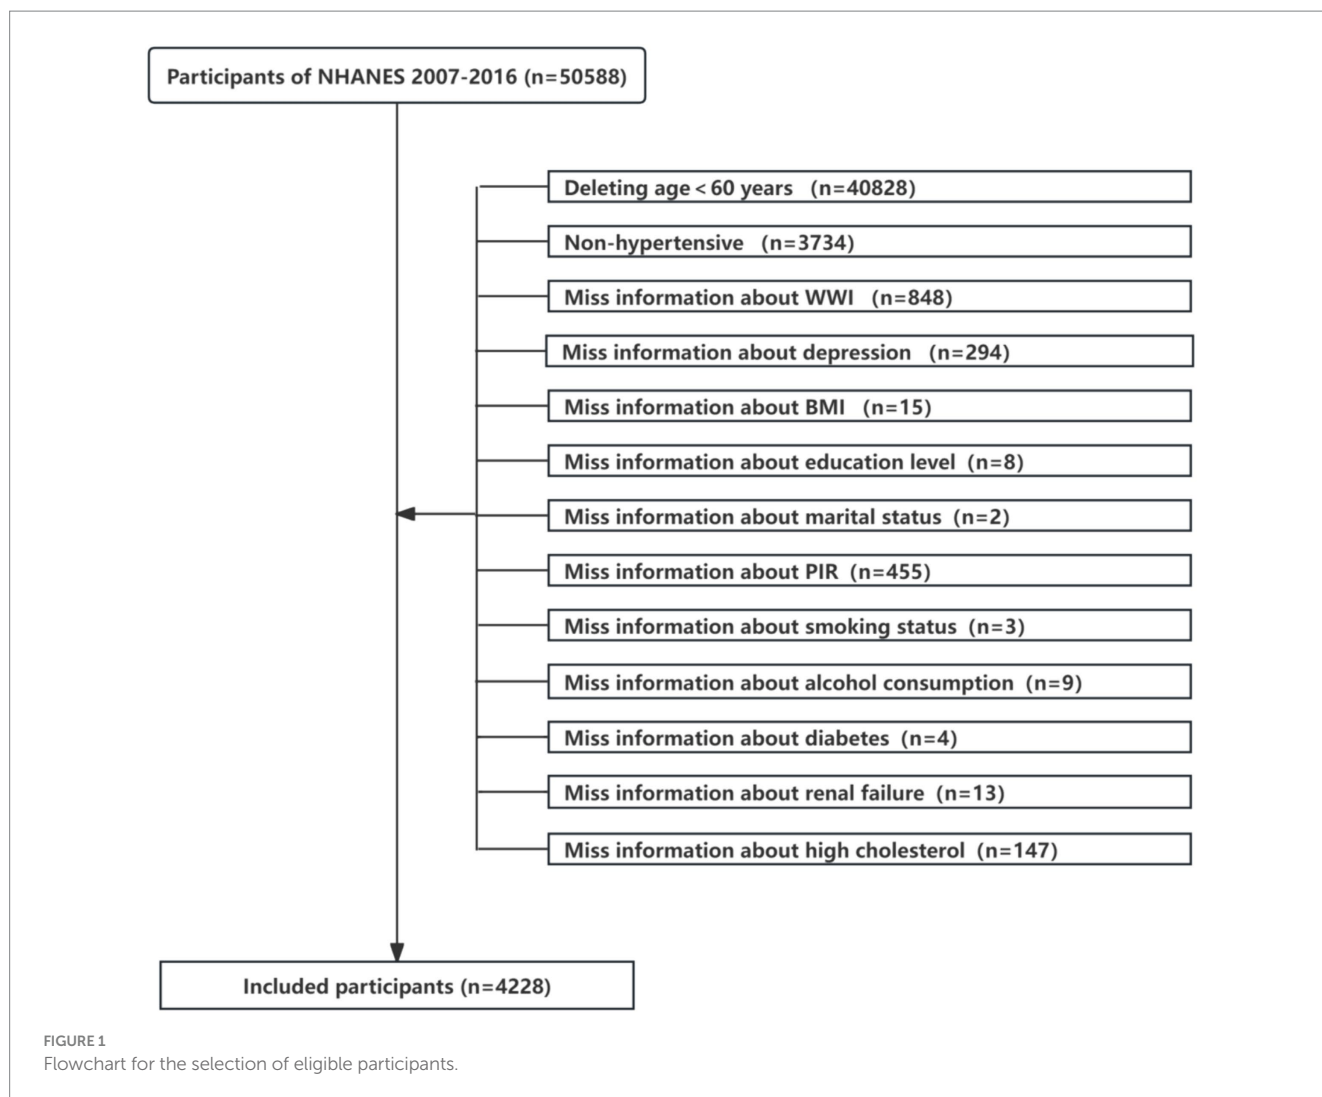 Participants of NHANES 2007-2016 (n=50588)
Deleting age < 60 years (n=40828)
Non-hypertensive (n=3734)
Miss information about WWI (n=848)
Miss information about depression (n=294)
Miss information about BMI (n=15)
Miss information about education level (n=8)
Miss information about marital status (n=2)
Miss information about PIR (n=455)
Miss information about smoking status (n=3)
Miss information about alcohol consumption (n=9)
Miss information about diabetes (n=4)
Miss information about renal failure (n=13)
Miss information about high cholesterol (n=147)
Included participants (n=4228)
FIGURE 1
Flowchart for the selection of eligible participants.